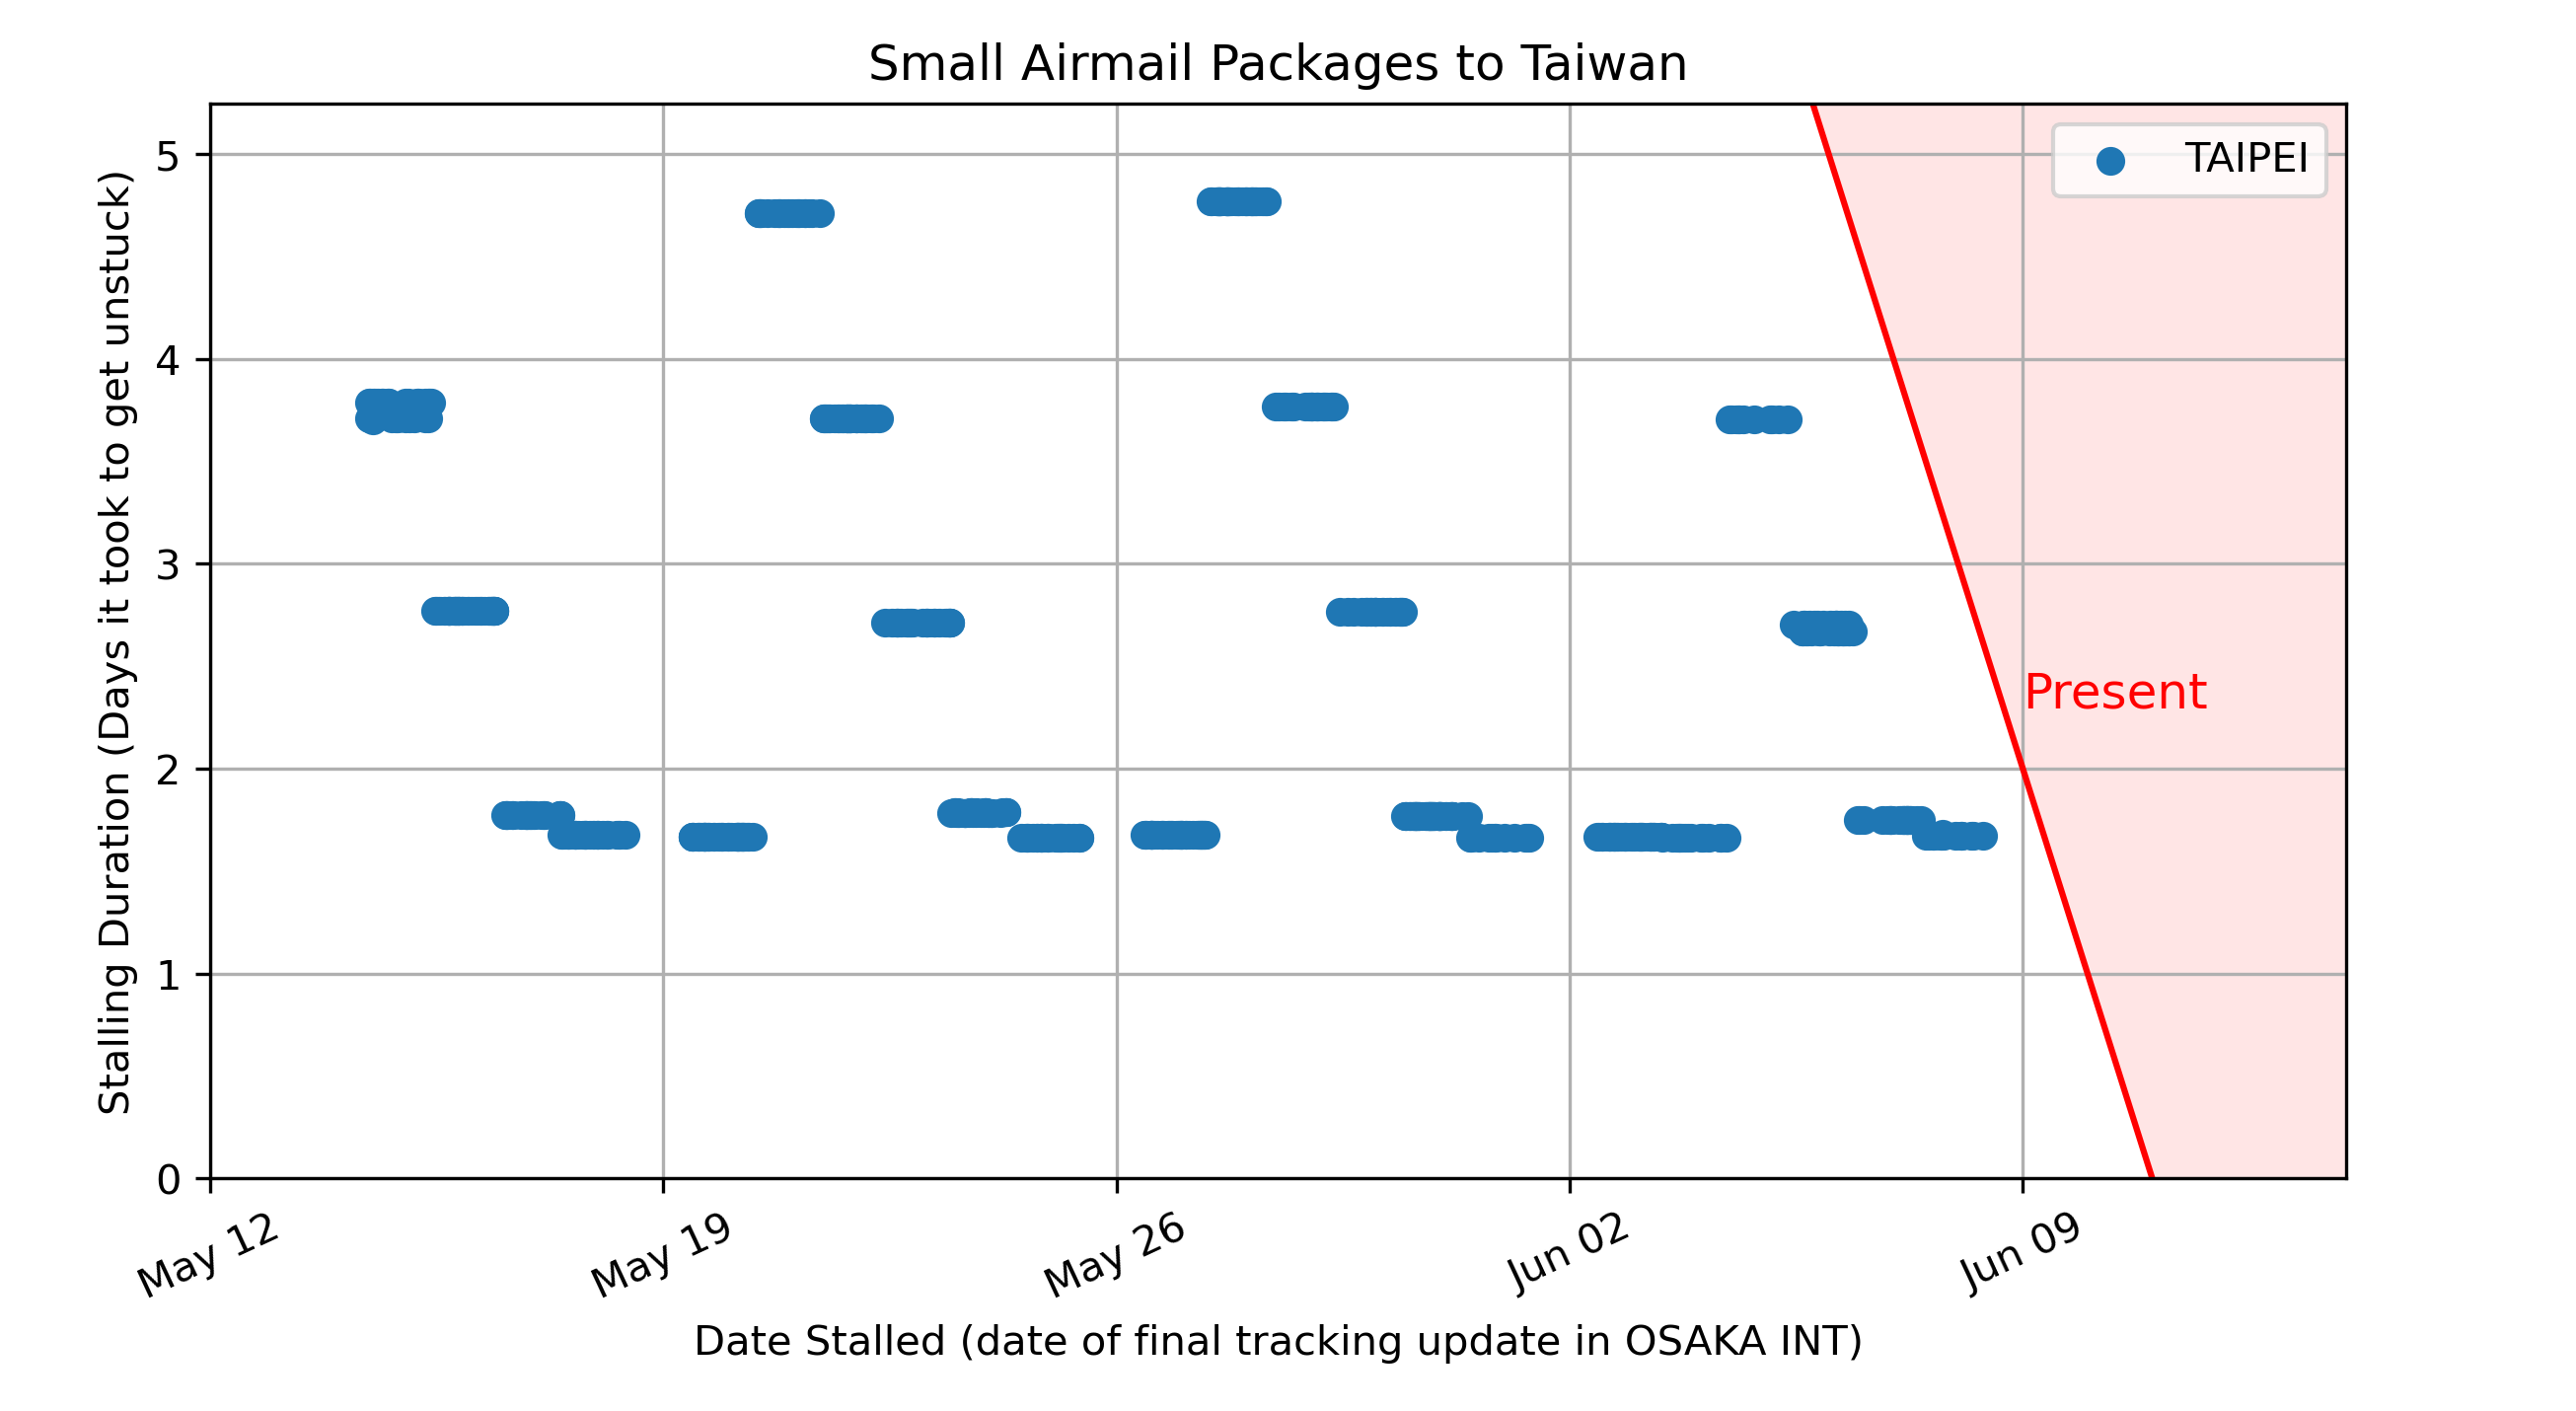 Small Airmail Packages to Taiwan
TAIPEI
Stalling Duration (Days it took to get unstuck)
5
4
3
2
1
0
Present
May 12
May 19
May 26
Jun 02
Jun 09
Date Stalled (date of final tracking update in OSAKA INT)